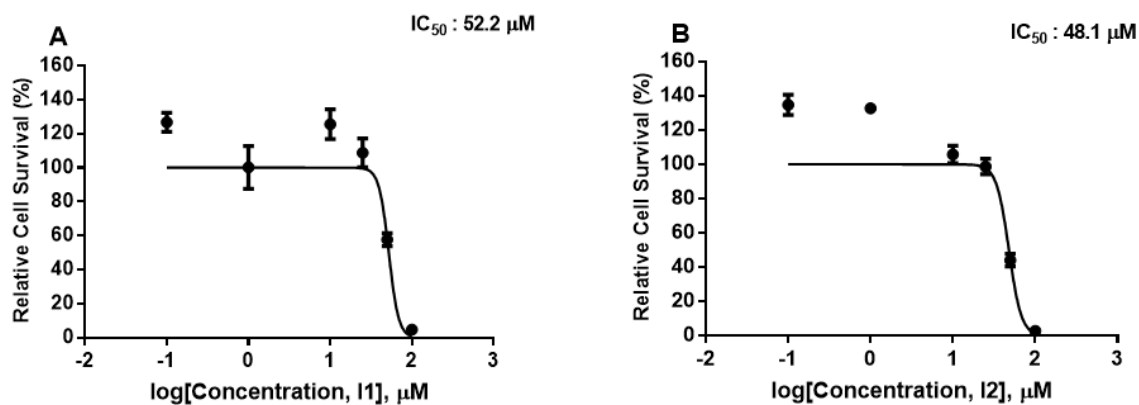 A
IC50 : 52.2 μM
Relative Cell Survival (%)
160
140
120
100
80
60
40
20
0
-2 -1 0 1 2 3
log[Concentration, I1], μM
B
IC50 : 48.1 μM
Relative Cell Survival (%)
160
140
120
100
80
60
40
20
0
-2 -1 0 1 2 3
log[Concentration, I2], μM